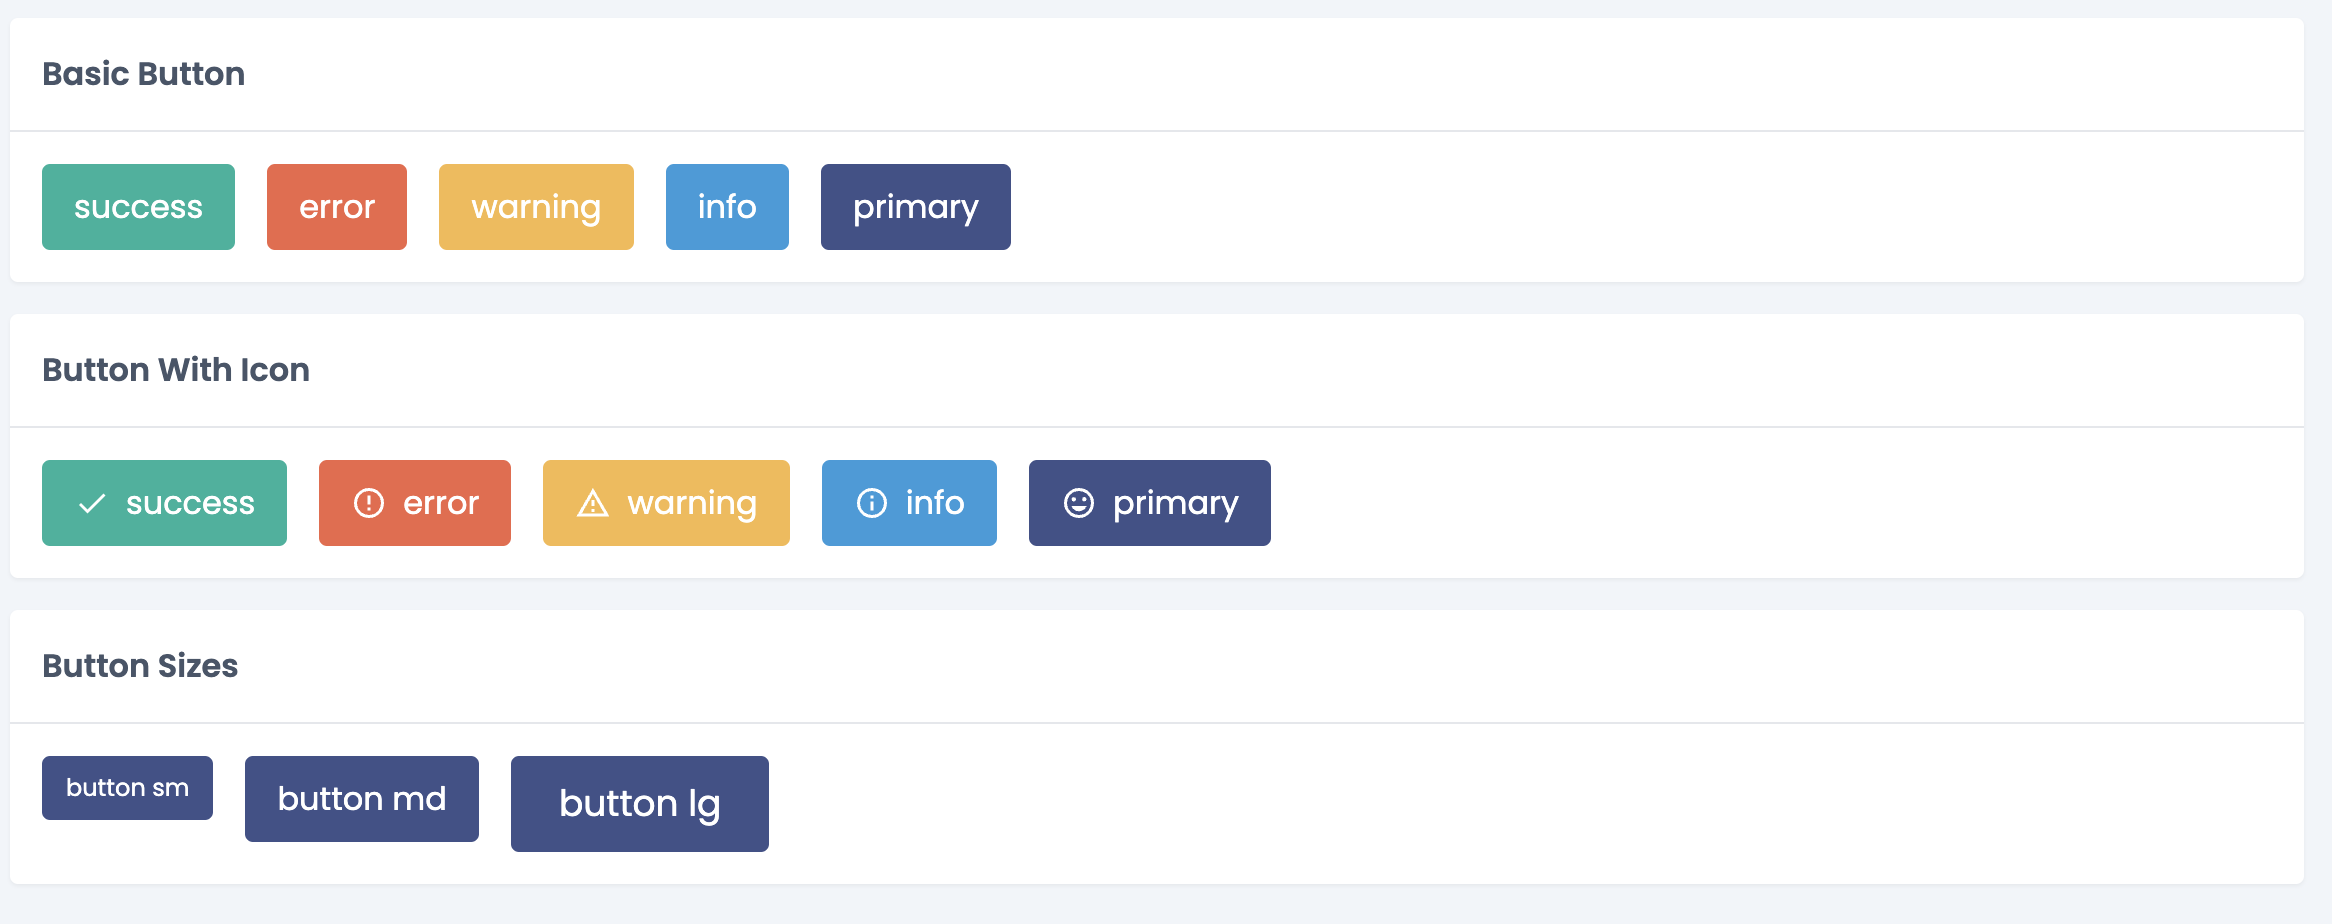 Basic Button
success error warning info primary
Button With Icon
success error warning info primary
Button Sizes
button sm button md button lg